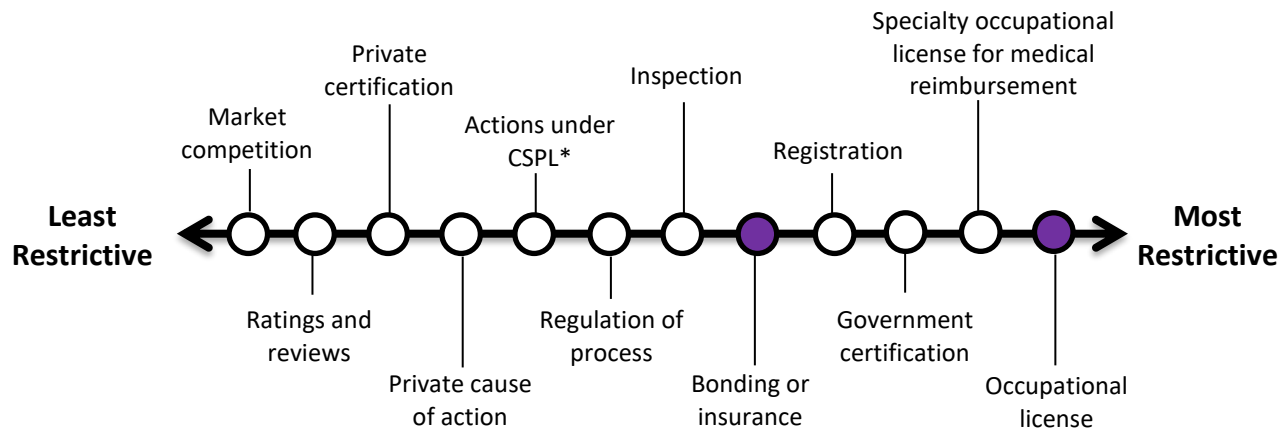 Least
Restrictive
Market
competition
Ratings and
reviews
Private
certification
Private cause
of action
Actions under
CSPL*
Regulation of
process
Inspection
Bonding or
insurance
Registration
Government
certification
Specialty occupational
license for medical
reimbursement
Occupational
license
Most
Restrictive